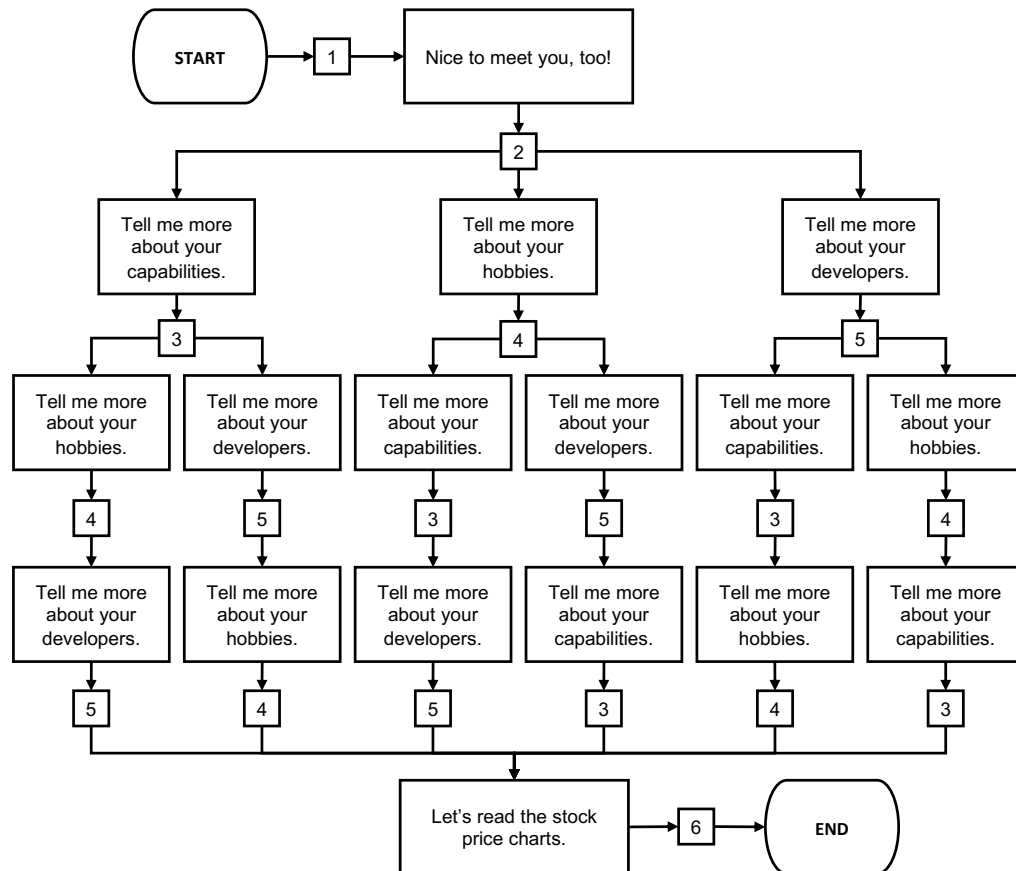 START
1
Nice to meet you, too!
2
Tell me more
about your
capabilities.
Tell me more
about your
hobbies.
Tell me more
about your
developers.
3
4
5
Tell me more
about your
hobbies.
Tell me more
about your
developers.
Tell me more
about your
capabilities.
Tell me more
about your
developers.
Tell me more
about your
capabilities.
Tell me more
about your
hobbies.
4
5
3
5
3
4
Tell me more
about your
developers.
Tell me more
about your
hobbies.
Tell me more
about your
developers.
Tell me more
about your
capabilities.
Tell me more
about your
hobbies.
Tell me more
about your
capabilities.
5
4
5
3
4
3
Let’s read the stock
price charts.
6
END